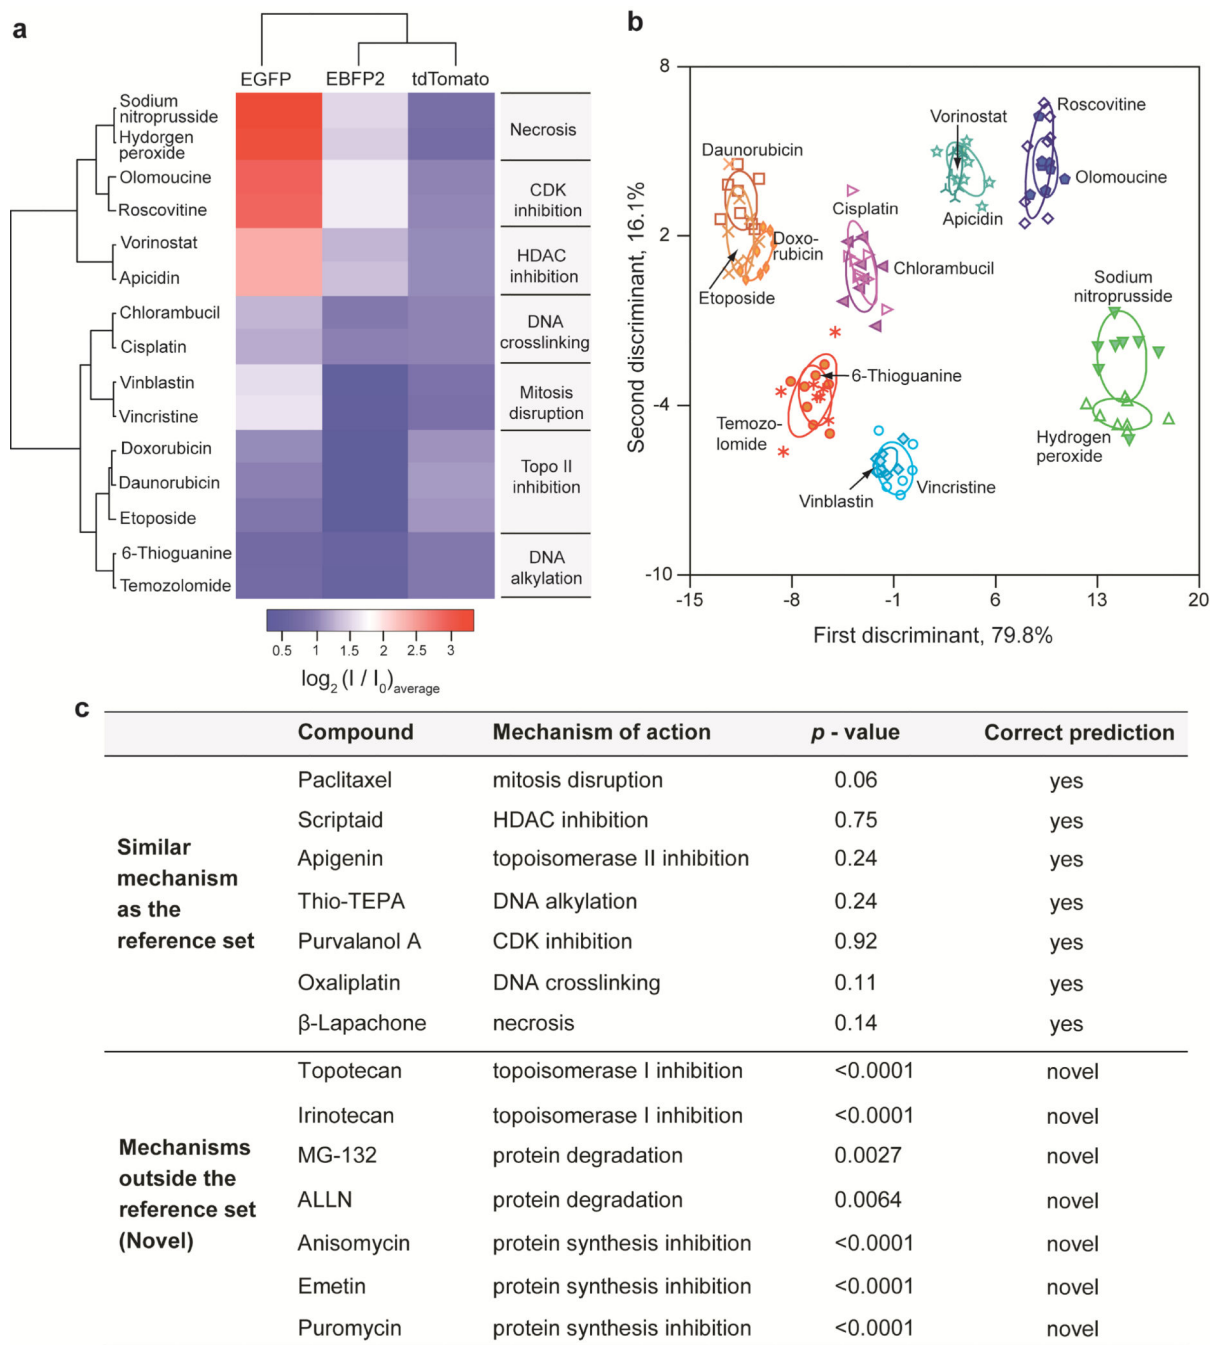 a
EGFP EBFP2 tdTomato
Sodium
nitroprusside
Hydorgen
peroxide
Olomoucine
Roscovitine
Vorinostat
Apicidin
Chlorambucil
Cisplatin
Vinblastin
Vincristine
Doxorubicin
Daunorubicin
Etoposide
6-Thioguanine
Temozolomide
Necrosis
CDK
inhibition
HDAC
inhibition
DNA
crosslinking
Mitosis
disruption
Topo II
inhibition
DNA
alkylation
0.5 1 1.5 2 2.5 3
log2 (I / I0)average
b
Second discriminant, 16.1%
8
2
-4
-10
-15 -8 -1 6 13 20
First discriminant, 79.8%
Roscovitine
Vorinostat
Daunorubicin
Olomoucine
Cisplatin
Apicidin
Doxo-
rubicin
Chlorambucil
Etoposide
Sodium
nitroprusside
6-Thioguanine
Temozo-
lomide
Hydrogen
peroxide
Vinblastin
Vincristine
c
Compound Mechanism of action p - value Correct prediction
Similar
mechanism
as the
reference set
Paclitaxel mitosis disruption 0.06 yes
Scriptaid HDAC inhibition 0.75 yes
Apigenin topoisomerase II inhibition 0.24 yes
Thio-TEPA DNA alkylation 0.24 yes
Purvalanol A CDK inhibition 0.92 yes
Oxaliplatin DNA crosslinking 0.11 yes
β-Lapachone necrosis 0.14 yes
Mechanisms
outside the
reference set
(Novel)
Topotecan topoisomerase I inhibition <0.0001 novel
Irinotecan topoisomerase I inhibition <0.0001 novel
MG-132 protein degradation 0.0027 novel
ALLN protein degradation 0.0064 novel
Anisomycin protein synthesis inhibition <0.0001 novel
Emetin protein synthesis inhibition <0.0001 novel
Puromycin protein synthesis inhibition <0.0001 novel